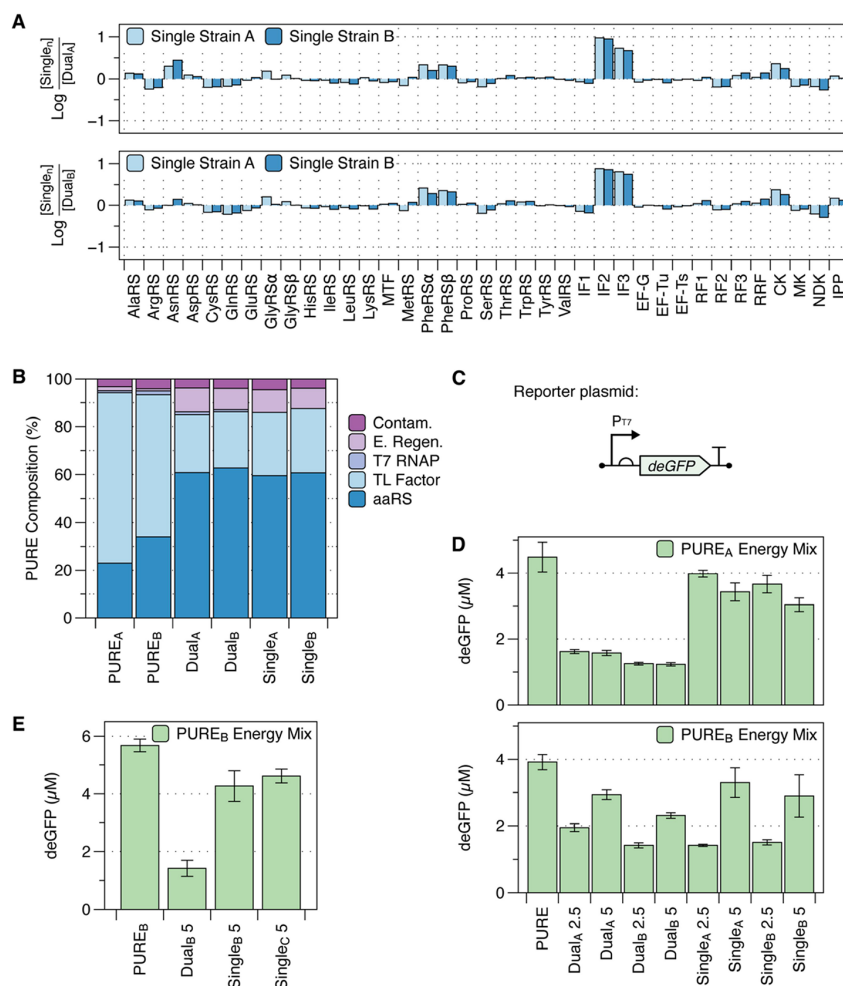 A
Single Strain A
Single Strain B
Log [Singleₙ] / [Dual_A]
1
0
−1
Single Strain A
Single Strain B
Log [Singleₙ] / [Dual_B]
1
0
−1
AlaRS
ArgRS
AsnRS
AspRS
CysRS
GlnRS
GluRS
GlyRSα
GlyRSβ
HisRS
IleRS
LeuRS
LysRS
MTF
MetRS
PheRSα
PheRSβ
ProRS
SerRS
ThrRS
TrpRS
TyrRS
ValRS
IF1
IF2
IF3
EF-G
EF-Tu
EF-Ts
RF1
RF2
RF3
RRF
CK
MK
NDK
IPP
B
PURE Composition (%)
100
80
60
40
20
0
PURE_A
PURE_B
Dual_A
Dual_B
Single_A
Single_B
Contam.
E. Regen.
T7 RNAP
TL Factor
aaRS
C
Reporter plasmid:
P_T7
deGFP
D
PURE_A Energy Mix
deGFP (µM)
4
2
0
PURE_B Energy Mix
deGFP (µM)
4
2
0
PURE
Dual_A 2.5
Dual_A 5
Dual_B 2.5
Dual_B 5
Single_A 2.5
Single_A 5
Single_B 2.5
Single_B 5
E
PURE_B Energy Mix
deGFP (µM)
6
4
2
0
PURE_B
Dual_B 5
Single_B 5
Single_C 5